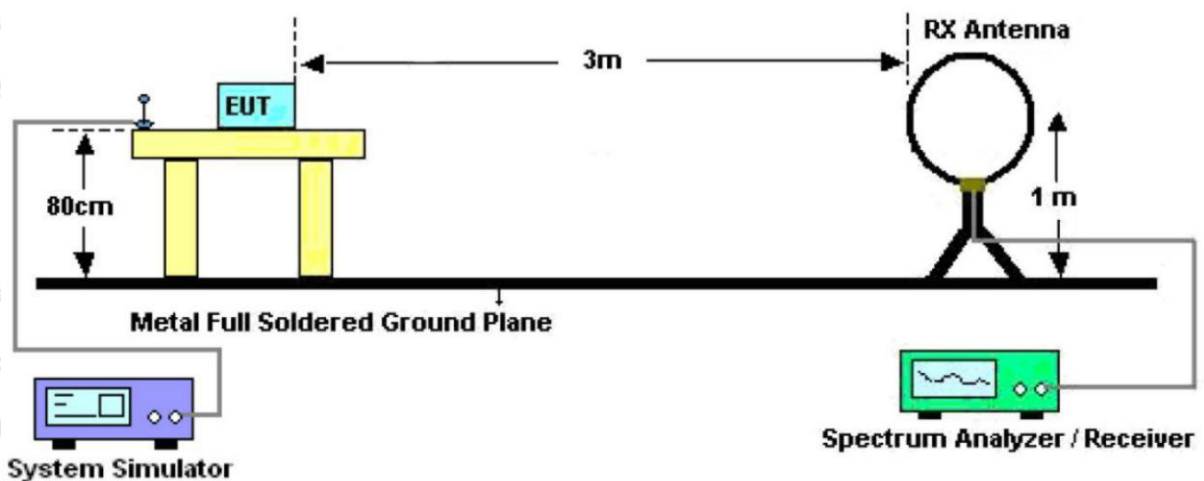 RX Antenna
3m
EUT
80cm
1 m
Metal Full Soldered Ground Plane
Spectrum Analyzer / Receiver
System Simulator